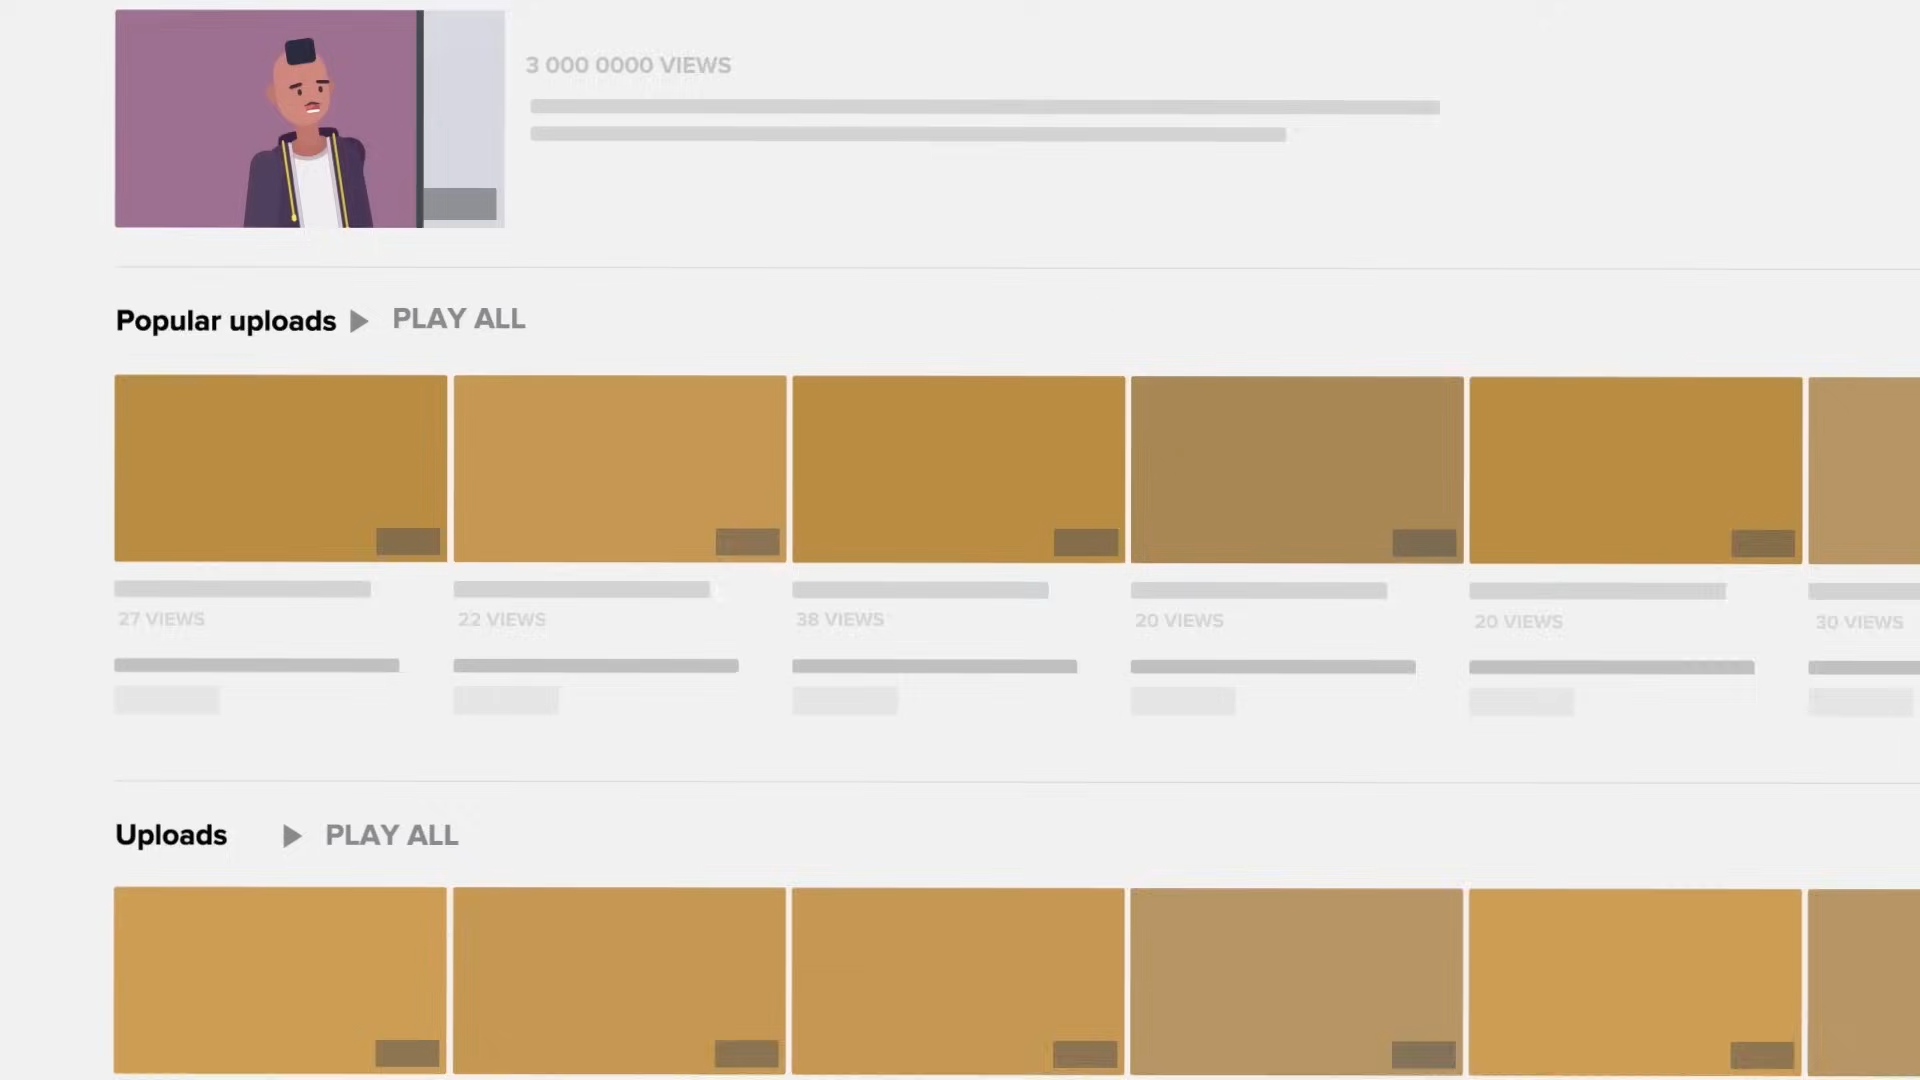 3 000 0000 VIEWS
Popular uploads PLAY ALL
27 VIEWS 22 VIEWS 38 VIEWS 20 VIEWS 20 VIEWS 30 VIEWS
Uploads PLAY ALL